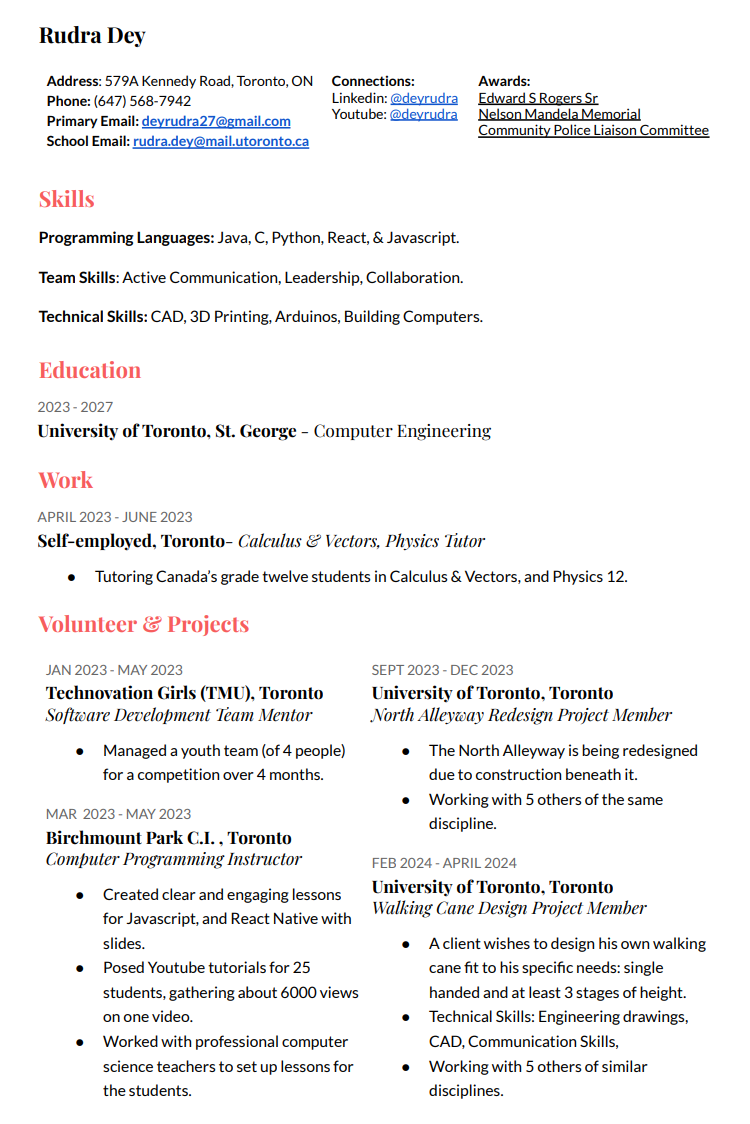 Rudra Dey
Address: 579A Kennedy Road, Toronto, ON
Phone: (647) 568-7942
Primary Email: deyrudra27@gmail.com
School Email: rudra.dey@mail.utoronto.ca
Connections:
Linkedin: @deyrudra
Youtube: @deyrudra
Awards:
Edward S Rogers Sr
Nelson Mandela Memorial
Community Police Liaison Committee
Skills
Programming Languages: Java, C, Python, React, & Javascript.
Team Skills: Active Communication, Leadership, Collaboration.
Technical Skills: CAD, 3D Printing, Arduinos, Building Computers.
Education
2023 - 2027
University of Toronto, St. George - Computer Engineering
Work
APRIL 2023 - JUNE 2023
Self-employed, Toronto- Calculus & Vectors, Physics Tutor
● Tutoring Canada's grade twelve students in Calculus & Vectors, and Physics 12.
Volunteer & Projects
JAN 2023 - MAY 2023
Technovation Girls (TMU), Toronto
Software Development Team Mentor
● Managed a youth team (of 4 people)
for a competition over 4 months.
MAR 2023 - MAY 2023
Birchmount Park C.I. , Toronto
Computer Programming Instructor
● Created clear and engaging lessons
for Javascript, and React Native with
slides.
● Posed Youtube tutorials for 25
students, gathering about 6000 views
on one video.
● Worked with professional computer
science teachers to set up lessons for
the students.
SEPT 2023 - DEC 2023
University of Toronto, Toronto
North Alleyway Redesign Project Member
● The North Alleyway is being redesigned
due to construction beneath it.
● Working with 5 others of the same
discipline.
FEB 2024 - APRIL 2024
University of Toronto, Toronto
Walking Cane Design Project Member
● A client wishes to design his own walking
cane fit to his specific needs: single
handed and at least 3 stages of height.
● Technical Skills: Engineering drawings,
CAD, Communication Skills,
● Working with 5 others of similar
disciplines.